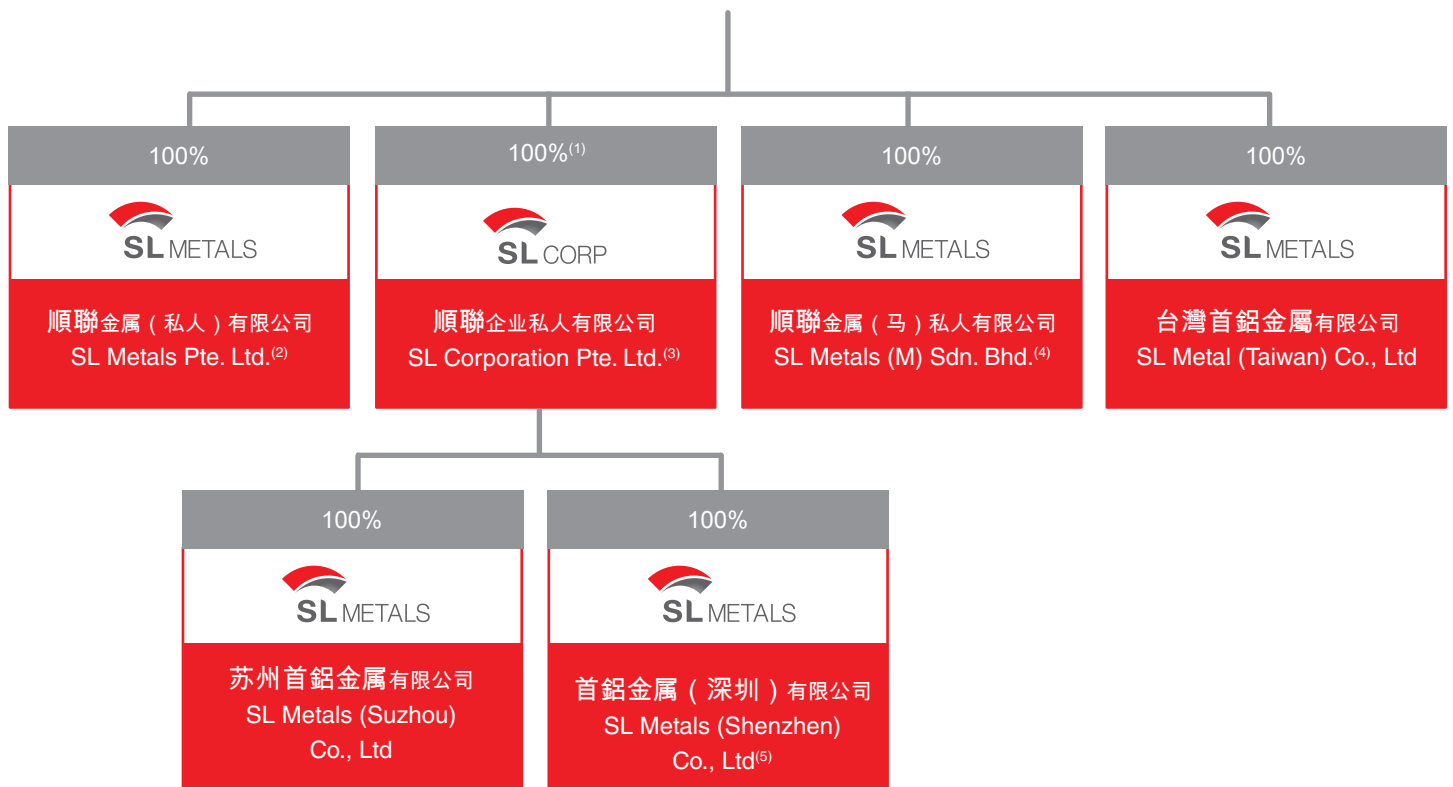 100%
SL METALS
順聯金属（私人）有限公司
SL Metals Pte. Ltd.(2)
100%(1)
SL CORP
順聯企业私人有限公司
SL Corporation Pte. Ltd.(3)
100%
SL METALS
順聯金属（马）私人有限公司
SL Metals (M) Sdn. Bhd.(4)
100%
SL METALS
台灣首鋁金屬有限公司
SL Metal (Taiwan) Co., Ltd
100%
SL METALS
苏州首鋁金属有限公司
SL Metals (Suzhou)
Co., Ltd
100%
SL METALS
首鋁金属（深圳）有限公司
SL Metals (Shenzhen)
Co., Ltd(5)